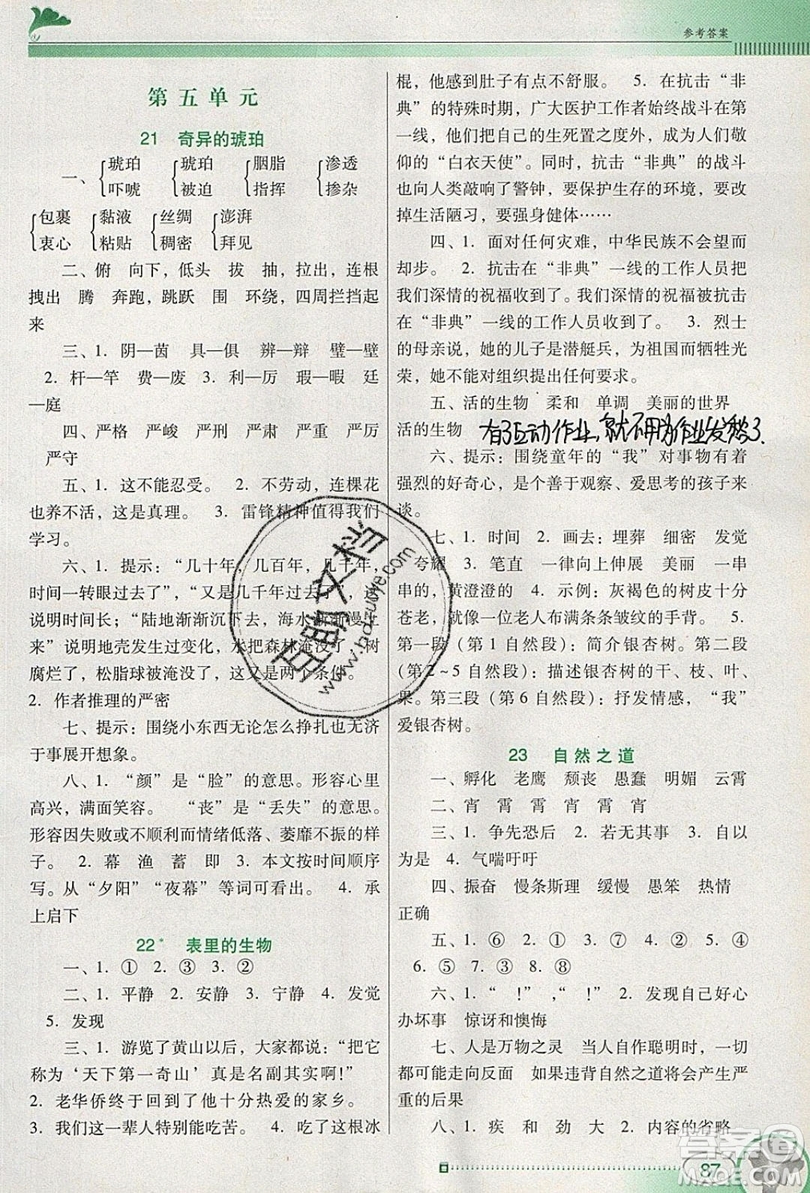 参考答案
第五单元
21 奇异的琥珀
一、{琥珀 {琥珀 {胭脂 {渗透
吓唬 被迫 指挥 掺杂
{包裹 {黏液 {丝绸 {澎湃
衷心 粘贴 稠密 拜见
二、俯 向下，低头 拔 抽，拉出，连根
拽出 腾 奔跑，跳跃 围 环绕，四周拦挡起
来
三、1．阴—茵 具—俱 辨—辩 璧—壁
2．杆—竿 费—废 3．利—厉 瑕—暇 廷
—庭
四、严格 严峻 严刑 严肃 严重 严厉
严守
五、1．这不能忍受。 2．不劳动，连棵花
也养不活，这是真理。 3．雷锋精神值得我们
学习。
六、1．提示：“几十年，几百年，几千年，
时间一转眼过去了”“又是几千年过去了”，
说明时间长；“陆地渐渐沉下去，海水渐渐漫上
来”说明地壳发生过变化，水把森林淹没了。树
腐烂了，松脂球被淹没了是两个条件。
2．作者推理的严密
七、提示：围绕小东西无论怎么挣扎也无济
于事展开想象。
八、1．“颜”是“脸”的意思。形容心里
高兴，满面笑容。 “丧”是“丢失”的意思。
形容因失败或不顺利而情绪低落、萎靡不振的样
子。 2．幕 渔 蓄 即 3．本文按时间顺序
写。从“夕阳”“夜幕”等词可以看出。 4．承
上启下
22* 表里的生物
一、1．① 2．③ 3．②
二、1．平静 2．安静 3．宁静 4．发觉
5．发现
三、1．游览了黄山以后，大家都说：“把它
称为‘天下第一奇山’真是名副其实啊！”
2．老华侨终于回到了他十分热爱的家乡。
3．我们这一辈人特别能吃苦。 4．吃了根冰
棍，他感到肚子有点不舒服。 5．在抗击“非
典”的特殊时期，广大医护工作者始终战斗在第
一线，他们把自己的生死置之度外，成为人们敬
仰的“白衣天使”。同时，抗击“非典”的战斗
也向人类敲响了警钟，要保护生存的环境，要改
掉生活陋习，要强身健体……
四、1．面对任何灾难，中华民族从不屈服
却步。 2．抗击在“非典”一线的工作人员把
我们深情的祝福收到了。我们深情的祝福被抗击
在“非典”一线的工作人员收到了。 3．烈士
的母亲说，她的儿子是潜艇兵，为祖国而牺牲光
荣，她不能对组织提出任何要求。
五、活的生物 柔和 单调 美丽的世界
活的生物
有了互动作业，就不用为作业发愁了．
六、提示：围绕童年的“我”对事物有着
强烈的好奇心，是个善于观察、爱思考的孩子来
谈。
七、1．时间 2．画去：埋葬 细密 发觉
夸耀 3．笔直 一律向上伸展 美丽 一串
串的，黄澄澄的 4．示例：灰褐色的树皮十分
苍老，就像一位老人布满条条皱纹的手背。 5．
第一段（第1自然段）：简介银杏树。第二段
（第2～5自然段）：描述银杏树的干、枝、叶、
果。第三段（第6自然段）：抒发情感，“我”
爱银杏树。
23 自然之道
一、孵化 老鹰 颓丧 愚蠢 明媚 云霄
二、宵 霄 宵 霄 宵 宵
三、1．争先恐后 2．若无其事 3．自以
为是 4．气喘吁吁
四、振奋 慢条斯理 缓慢 愚笨 热情
正确
五、1．⑥ 2．② 3．③ 4．① 5．④
6．⑤ 7．⑧ 8．⑦
六、1．“ ！”，“ ！” 2．发现自己好心
办坏事 惊讶和懊悔
七、人是万物之灵 人当自作聪明时，一切
都可能走向反面 如果违背自然之道将会产生严
重的后果
八、1．疾 和 劲 大 2．内容的省略
87
互助文档
www.hdzuoye.com
答案圈